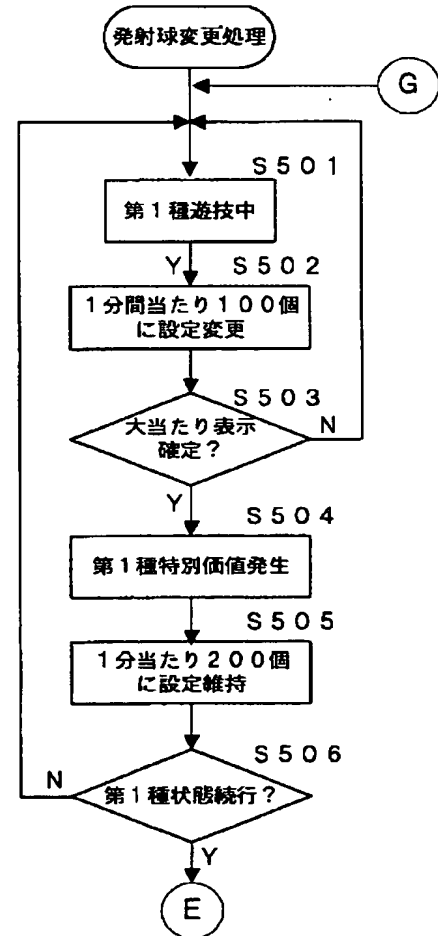 発射球変更処理
G
S501
第1種遊技中
Y
S502
1分間当たり100個
に設定変更
S503
大当たり表示
確定?
N
Y
S504
第1種特別価値発生
S505
1分当たり200個
に設定維持
S506
N
第1種状態続行?
Y
E